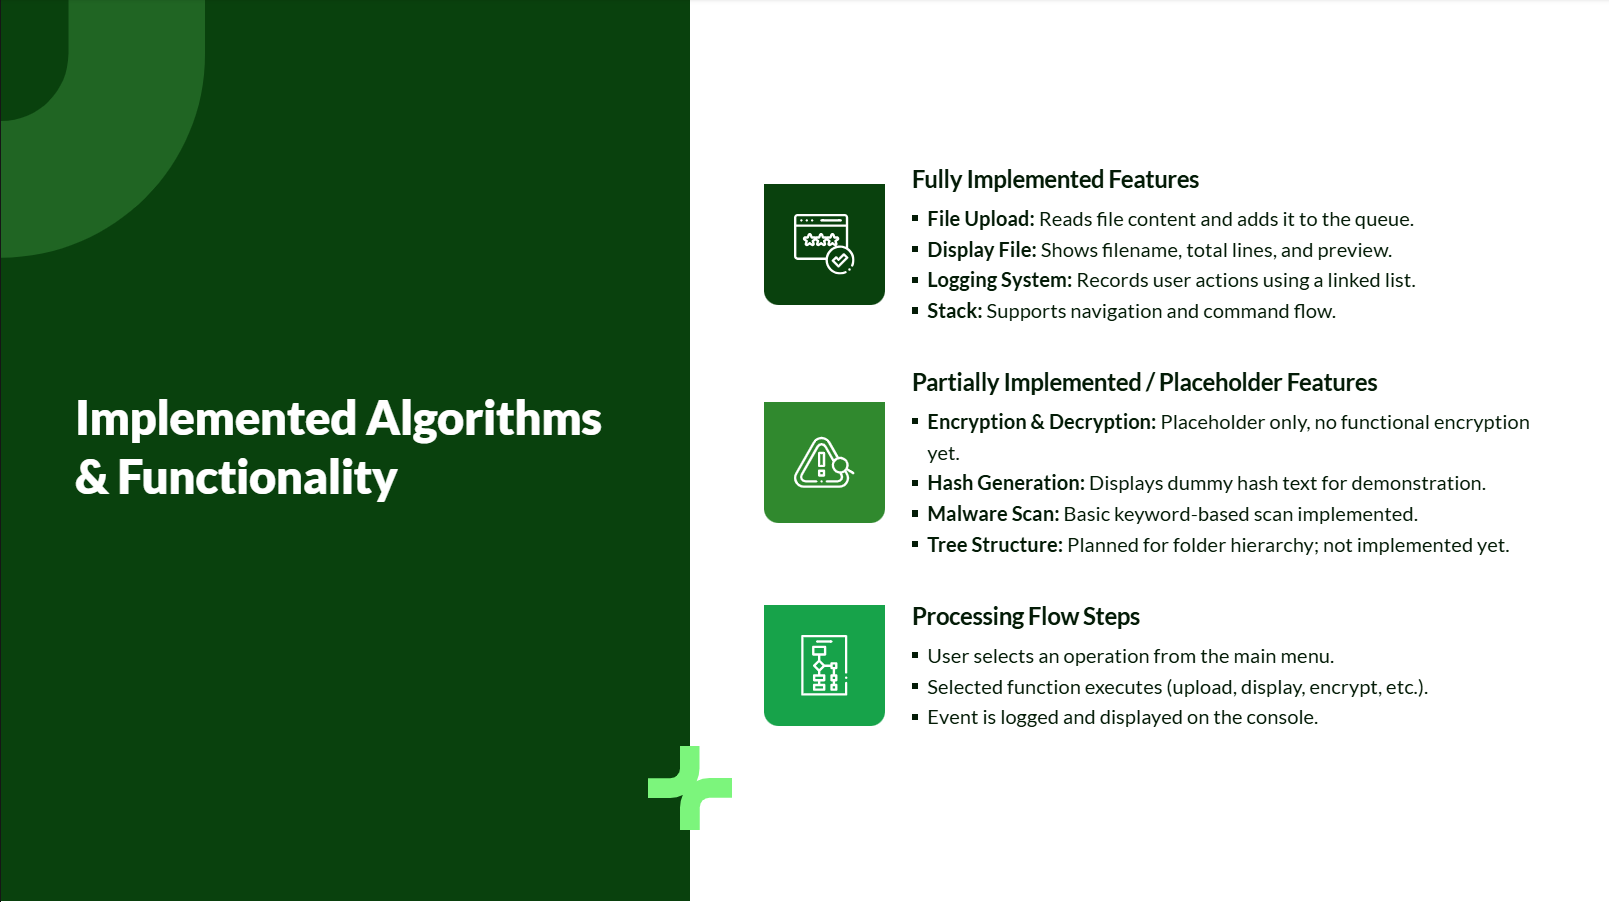 Implemented Algorithms
& Functionality
Fully Implemented Features
▪ File Upload: Reads file content and adds it to the queue.
▪ Display File: Shows filename, total lines, and preview.
▪ Logging System: Records user actions using a linked list.
▪ Stack: Supports navigation and command flow.
Partially Implemented / Placeholder Features
▪ Encryption & Decryption: Placeholder only, no functional encryption
yet.
▪ Hash Generation: Displays dummy hash text for demonstration.
▪ Malware Scan: Basic keyword-based scan implemented.
▪ Tree Structure: Planned for folder hierarchy; not implemented yet.
Processing Flow Steps
▪ User selects an operation from the main menu.
▪ Selected function executes (upload, display, encrypt, etc.).
▪ Event is logged and displayed on the console.